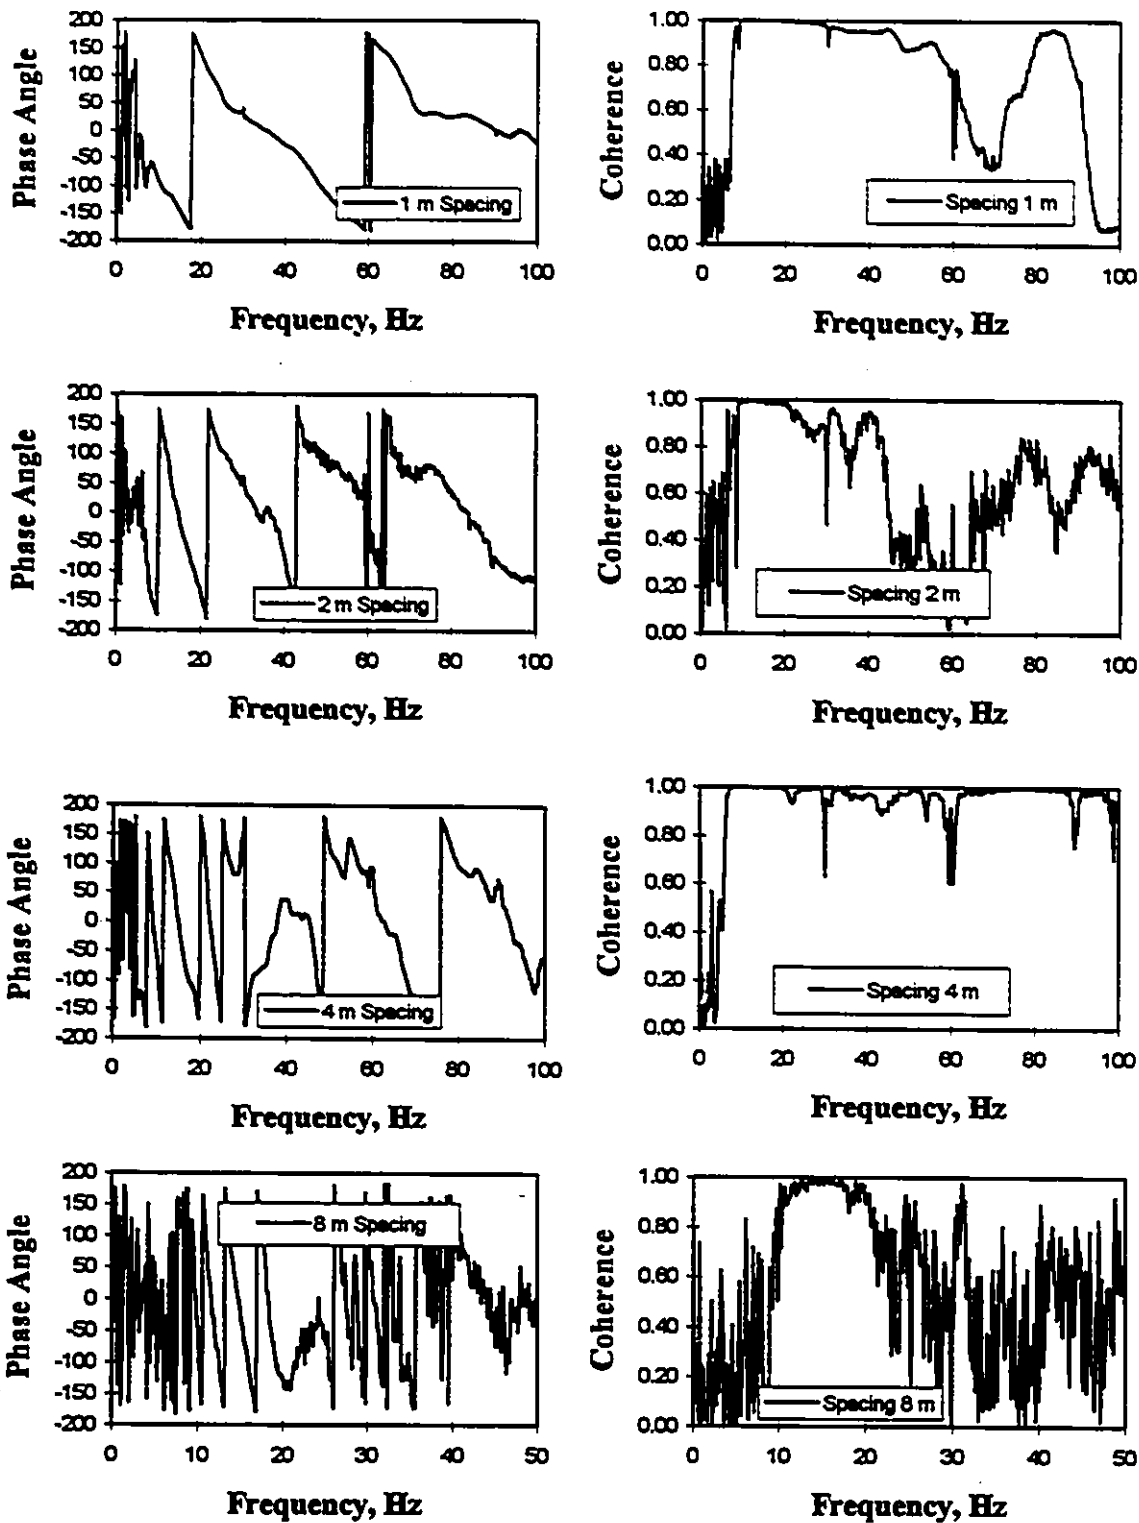 200
150
100
50
0
-50
-100
-150
-200
Phase Angle
1 m Spacing
0 20 40 60 80 100
Frequency, Hz
1.00
0.80
0.60
0.40
0.20
0.00
Coherence
Spacing 1 m
0 20 40 60 80 100
Frequency, Hz
200
150
100
50
0
-50
-100
-150
-200
Phase Angle
2 m Spacing
0 20 40 60 80 100
Frequency, Hz
1.00
0.80
0.60
0.40
0.20
0.00
Coherence
Spacing 2 m
0 20 40 60 80 100
Frequency, Hz
200
150
100
50
0
-50
-100
-150
-200
Phase Angle
4 m Spacing
0 20 40 60 80 100
Frequency, Hz
1.00
0.80
0.60
0.40
0.20
0.00
Coherence
Spacing 4 m
0 20 40 60 80 100
Frequency, Hz
200
150
100
50
0
-50
-100
-150
-200
Phase Angle
8 m Spacing
0 10 20 30 40 50
Frequency, Hz
1.00
0.80
0.60
0.40
0.20
0.00
Coherence
Spacing 8 m
0 10 20 30 40 50
Frequency, Hz